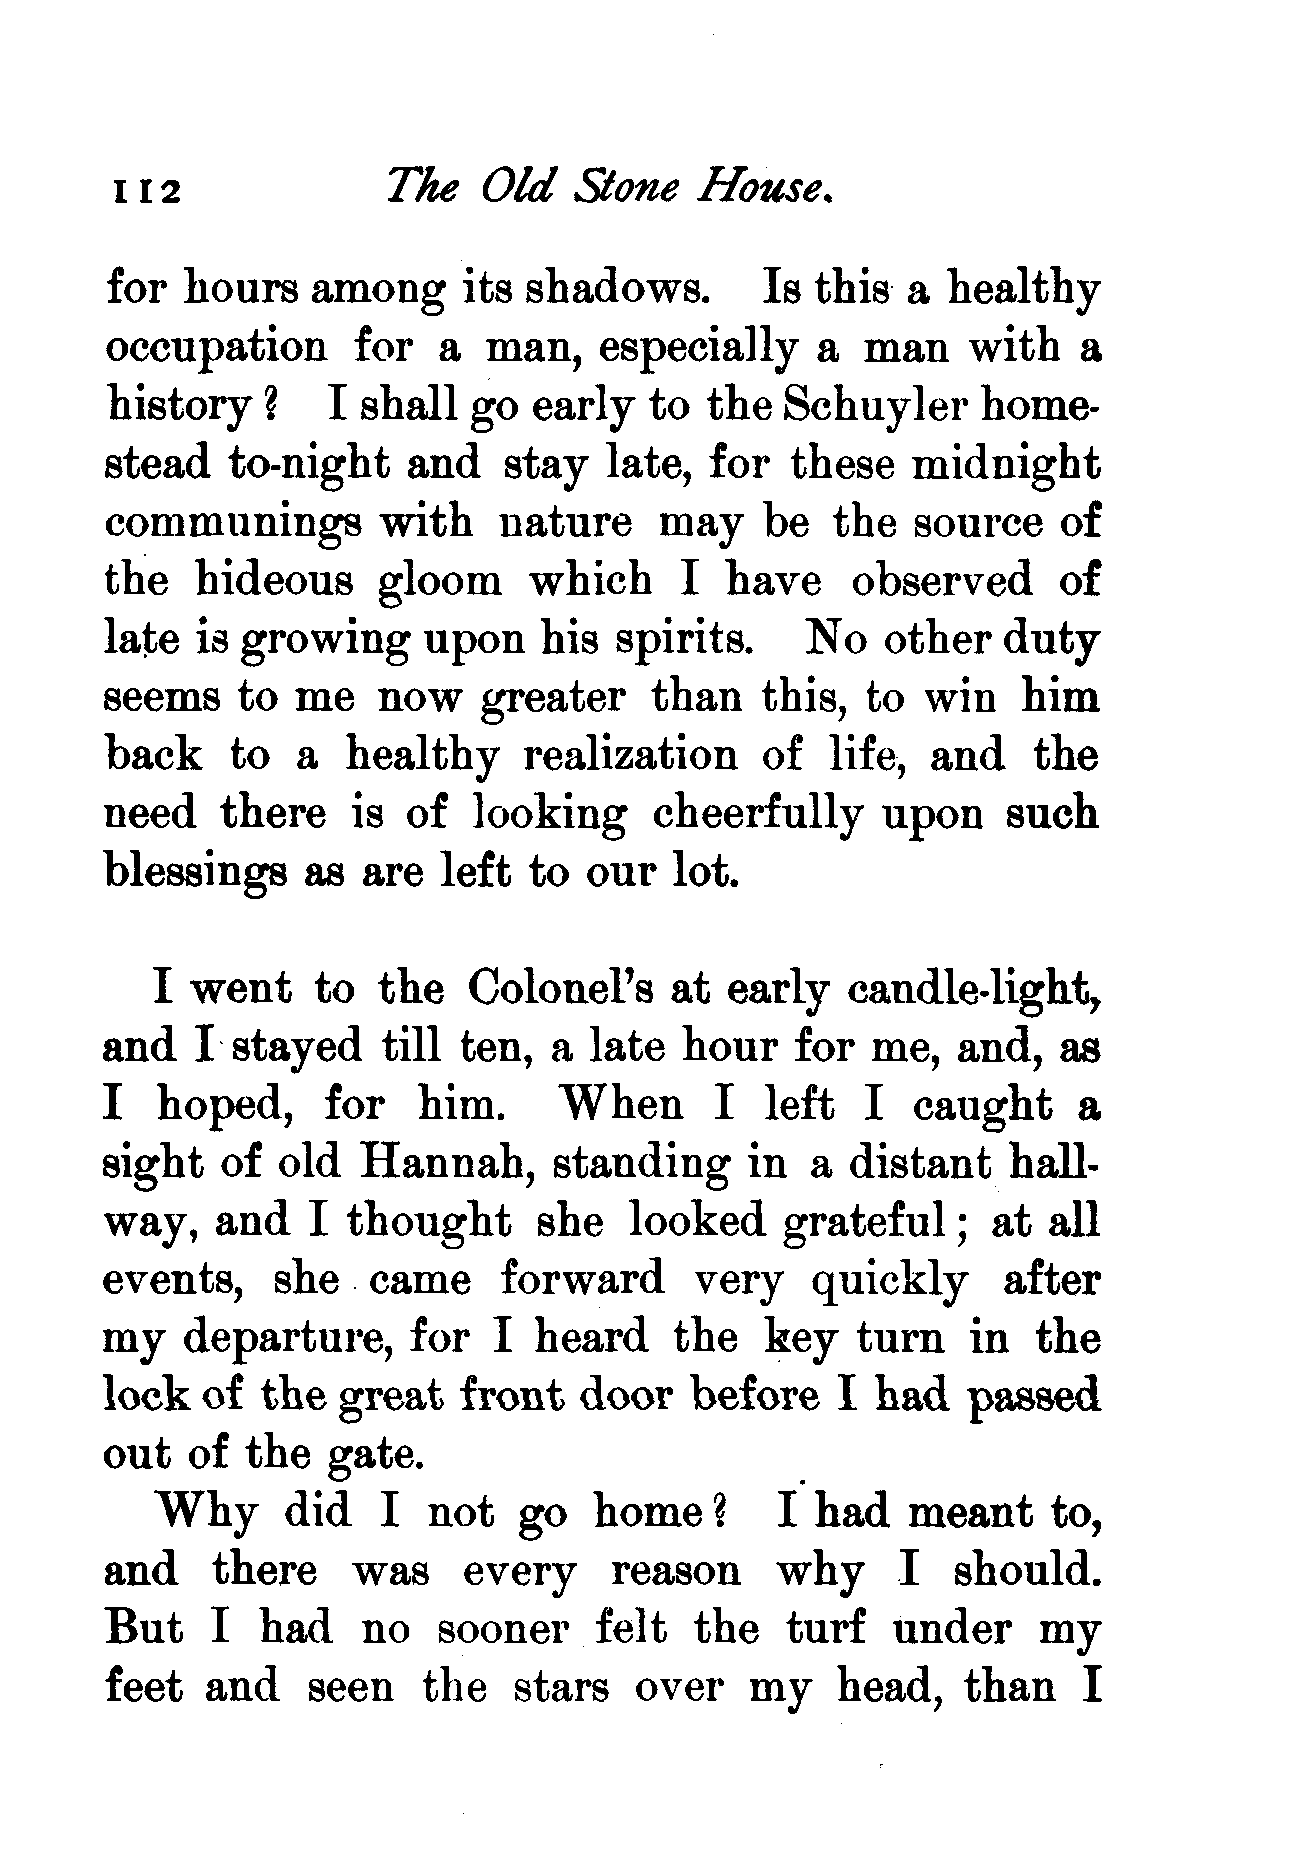 112 The Old Stone House.
for hours among its shadows. Is this a healthy
occupation for a man, especially a man with a
history? I shall go early to the Schuyler home-
stead to-night and stay late, for these midnight
communings with nature may be the source of
the hideous gloom which I have observed of
late is growing upon his spirits. No other duty
seems to me now greater than this, to win him
back to a healthy realization of life, and the
need there is of looking cheerfully upon such
blessings as are left to our lot.
I went to the Colonel's at early candle-light,
and I stayed till ten, a late hour for me, and, as
I hoped, for him. When I left I caught a
sight of old Hannah, standing in a distant hall-
way, and I thought she looked grateful; at all
events, she came forward very quickly after
my departure, for I heard the key turn in the
lock of the great front door before I had passed
out of the gate.
Why did I not go home? I had meant to,
and there was every reason why I should.
But I had no sooner felt the turf under my
feet and seen the stars over my head, than I